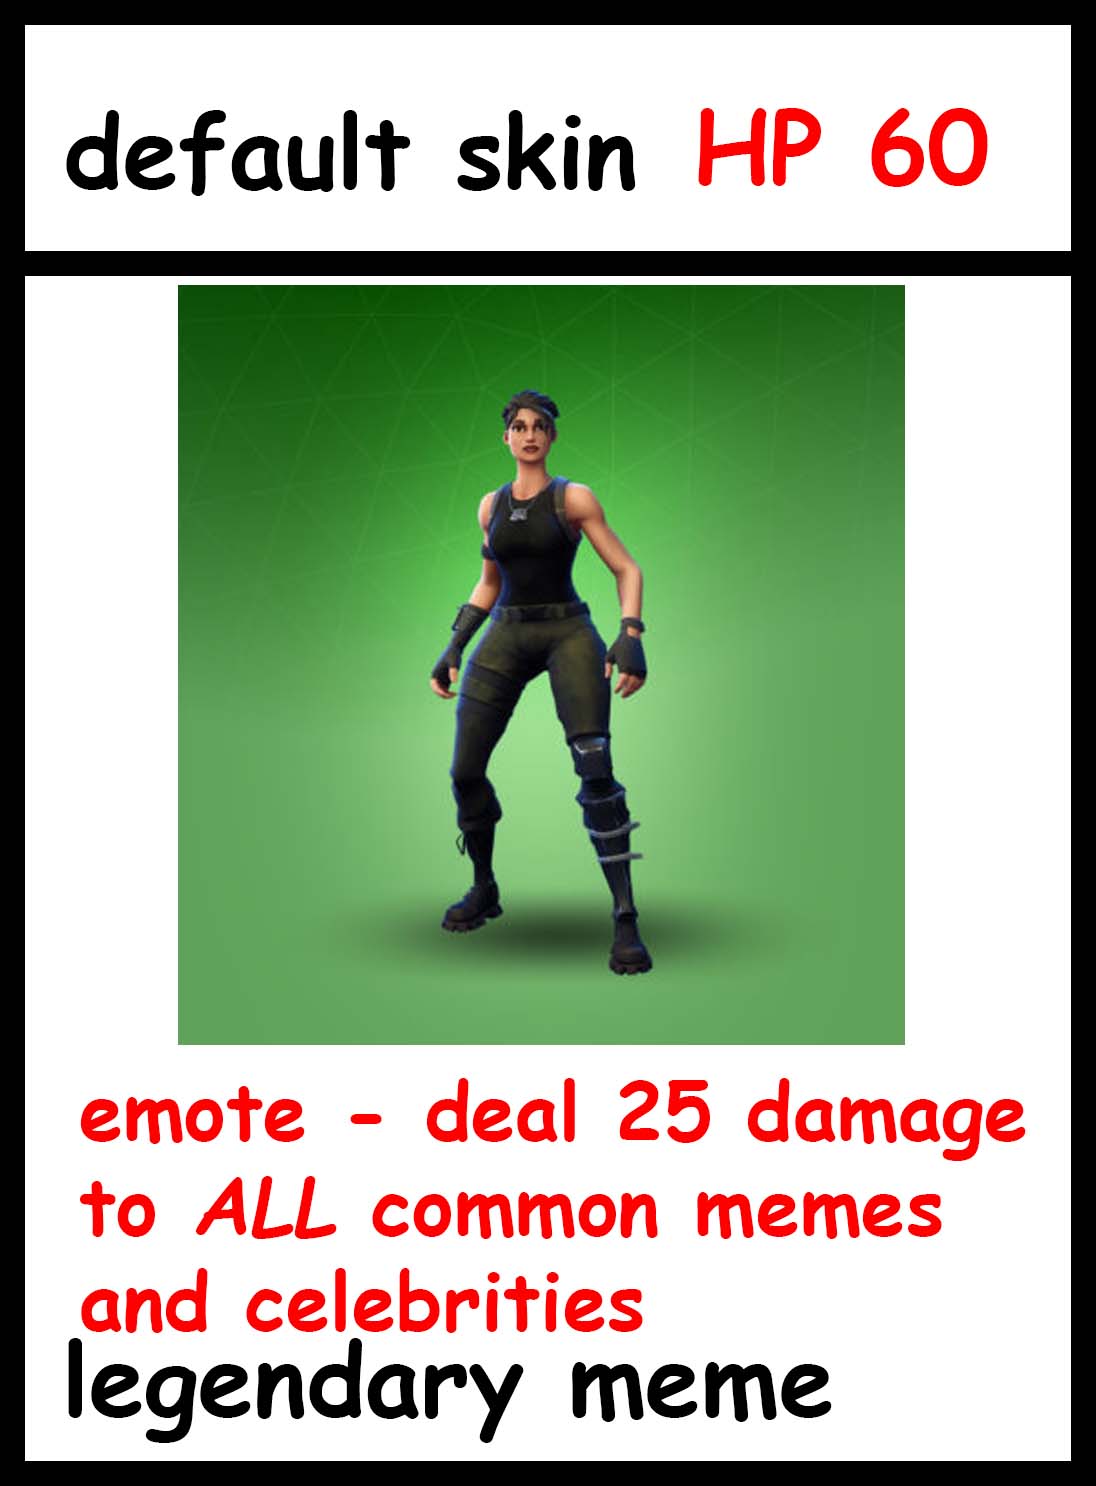 default skin HP 60
emote - deal 25 damage
to ALL common memes
and celebrities
legendary meme